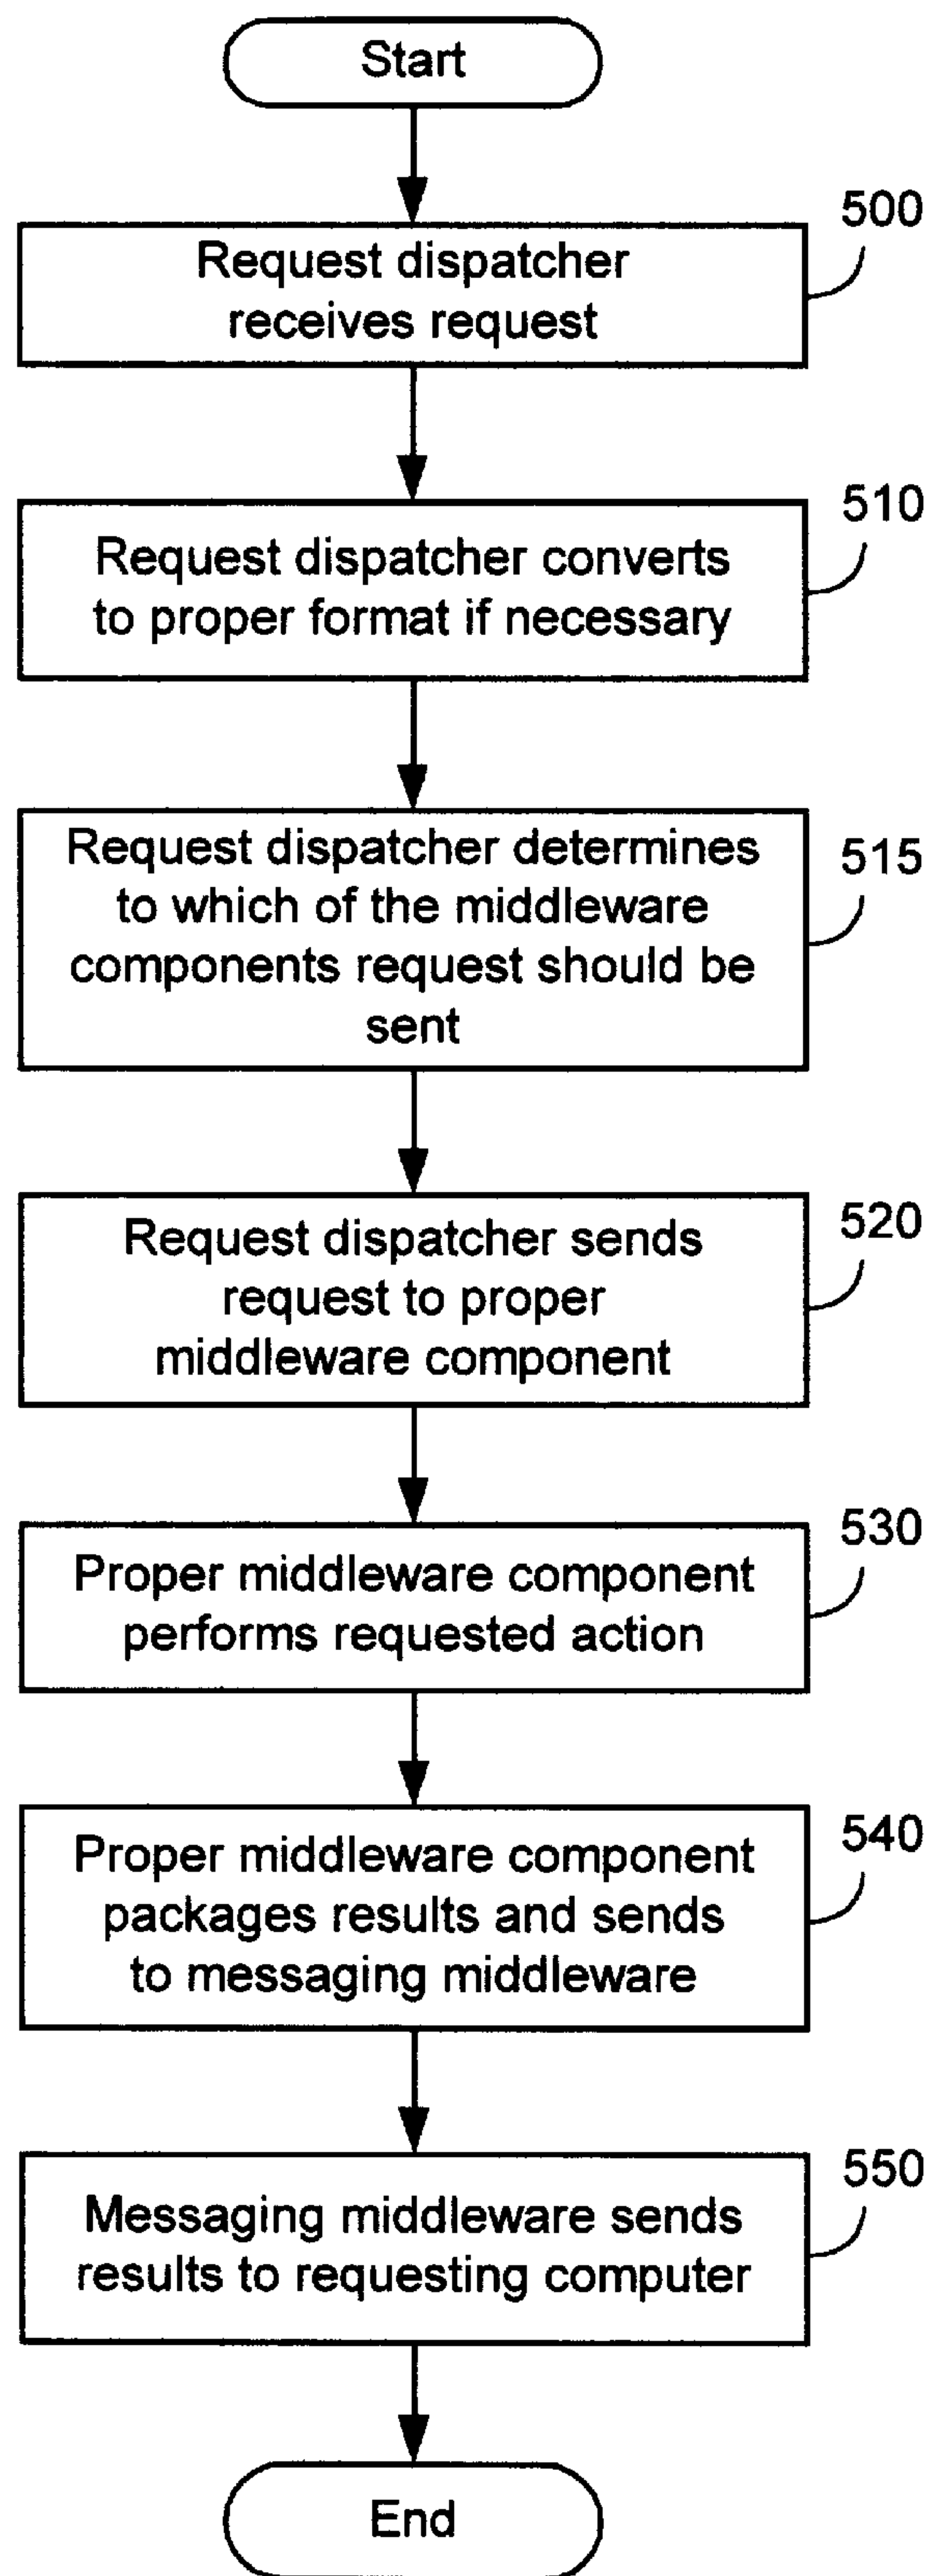 Start
500
Request dispatcher
receives request
510
Request dispatcher converts
to proper format if necessary
515
Request dispatcher determines
to which of the middleware
components request should be
sent
520
Request dispatcher sends
request to proper
middleware component
530
Proper middleware component
performs requested action
540
Proper middleware component
packages results and sends
to messaging middleware
550
Messaging middleware sends
results to requesting computer
End